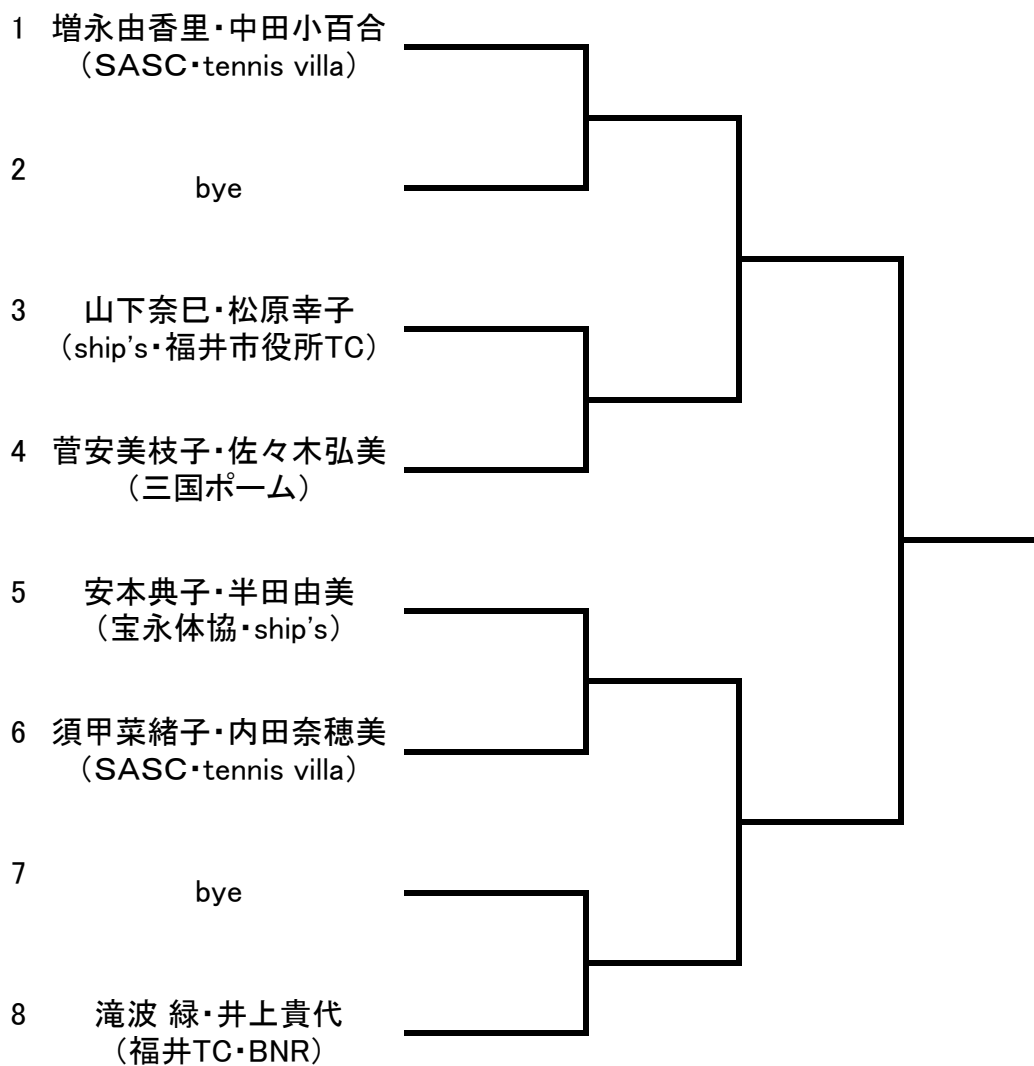 1 増永由香里・中田小百合
（SASC・tennis villa）
2
bye
3 山下奈巳・松原幸子
（ship's・福井市役所TC）
4 菅安美枝子・佐々木弘美
（三国ポーム）
5 安本典子・半田由美
（宝永体協・ship's）
6 須甲菜緒子・内田奈穂美
（SASC・tennis villa）
7
bye
8 滝波 緑・井上貴代
（福井TC・BNR）